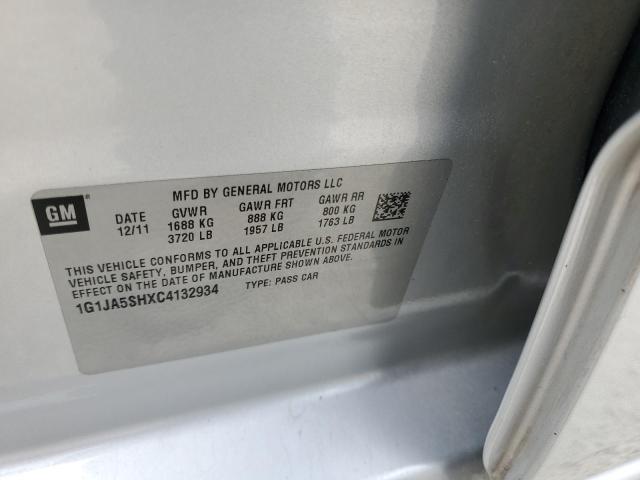 GM
MFD BY GENERAL MOTORS LLC
DATE GVWR GAWR FRT GAWR RR
12/11 1688 KG 888 KG 800 KG
3720 LB 1957 LB 1763 LB
THIS VEHICLE CONFORMS TO ALL APPLICABLE U.S. FEDERAL MOTOR
VEHICLE SAFETY, BUMPER, AND THEFT PREVENTION STANDARDS IN
EFFECT ON THE DATE OF MANUFACTURE SHOWN ABOVE.
1G1JA5SHXC4132934 TYPE: PASS CAR